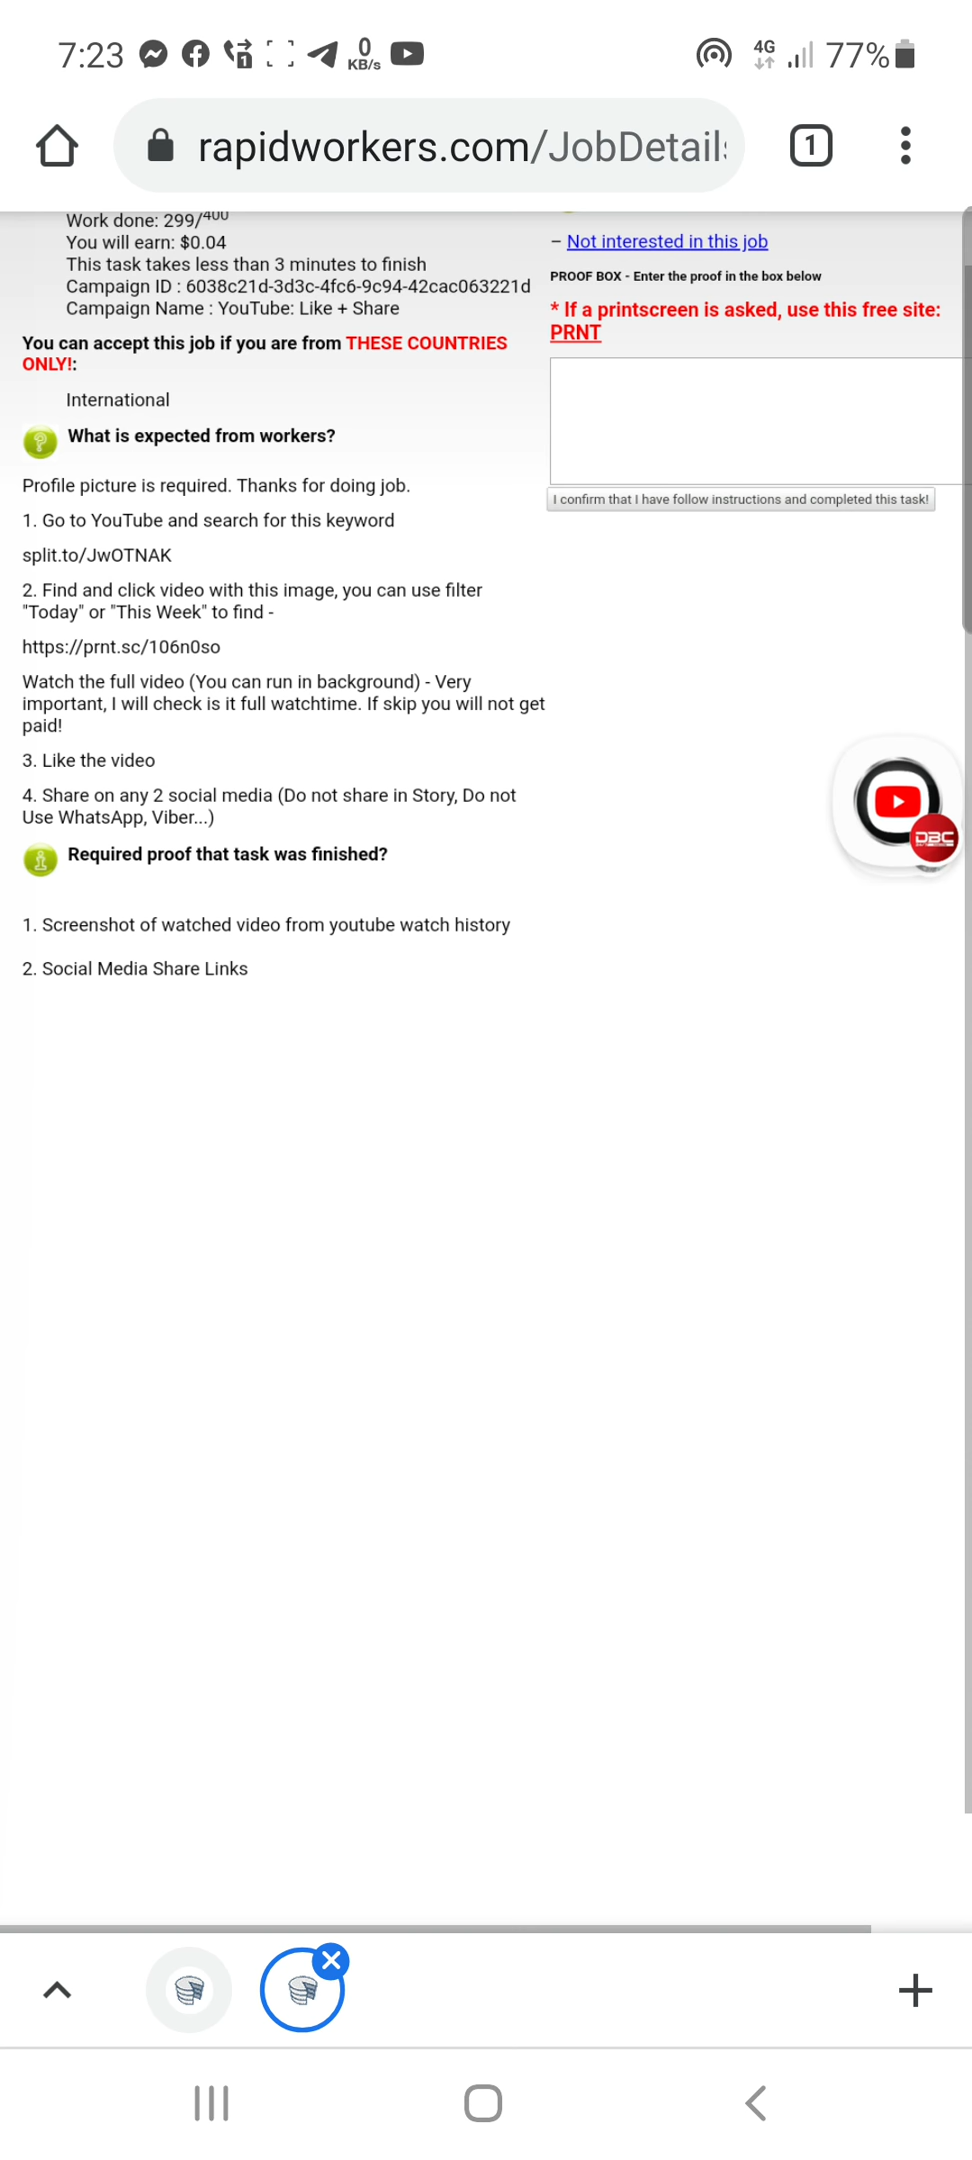 7:23
0
KB/s
4G
77%
rapidworkers.com/JobDetail
1
Work done: 299/400
You will earn: $0.04
This task takes less than 3 minutes to finish
Campaign ID : 6038c21d-3d3c-4fc6-9c94-42cac063221d
Campaign Name : YouTube: Like + Share
You can accept this job if you are from THESE COUNTRIES
ONLY!:
International
What is expected from workers?
Profile picture is required. Thanks for doing job.
1. Go to YouTube and search for this keyword
split.to/JwOTNAK
2. Find and click video with this image, you can use filter
"Today" or "This Week" to find -
https://prnt.sc/106n0so
Watch the full video (You can run in background) - Very
important, I will check is it full watchtime. If skip you will not get
paid!
3. Like the video
4. Share on any 2 social media (Do not share in Story, Do not
Use WhatsApp, Viber...)
Required proof that task was finished?
1. Screenshot of watched video from youtube watch history
2. Social Media Share Links
– Not interested in this job
PROOF BOX - Enter the proof in the box below
* If a printscreen is asked, use this free site:
PRNT
I confirm that I have follow instructions and completed this task!
DBC